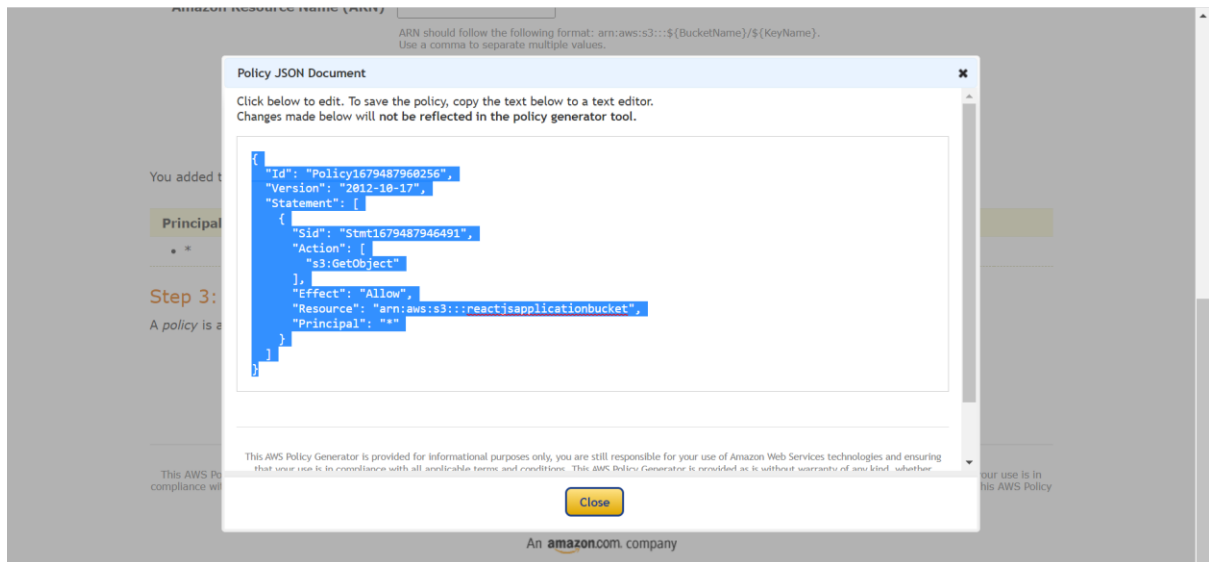 Amazon Resource Name (ARN)
ARN should follow the following format: arn:aws:s3:::${BucketName}/${KeyName}.
Use a comma to separate multiple values.
Policy JSON Document
Click below to edit. To save the policy, copy the text below to a text editor.
Changes made below will not be reflected in the policy generator tool.
{
"Id": "Policy1679487960256",
"Version": "2012-10-17",
"Statement": [
{
"Sid": "Stmt1679487946491",
"Action": [
"s3:GetObject"
],
"Effect": "Allow",
"Resource": "arn:aws:s3:::reactjsapplicationbucket",
"Principal": "*"
}
]
}
You added t
Principal
• *
Step 3:
A policy is a
This AWS Policy Generator is provided for informational purposes only, you are still responsible for your use of Amazon Web Services technologies and ensuring
that your use is in compliance with all applicable terms and conditions. This AWS Policy Generator is provided as is without warranty of any kind, whether
This AWS Po
our use is in
compliance wi
his AWS Policy
Close
An amazon.com. company